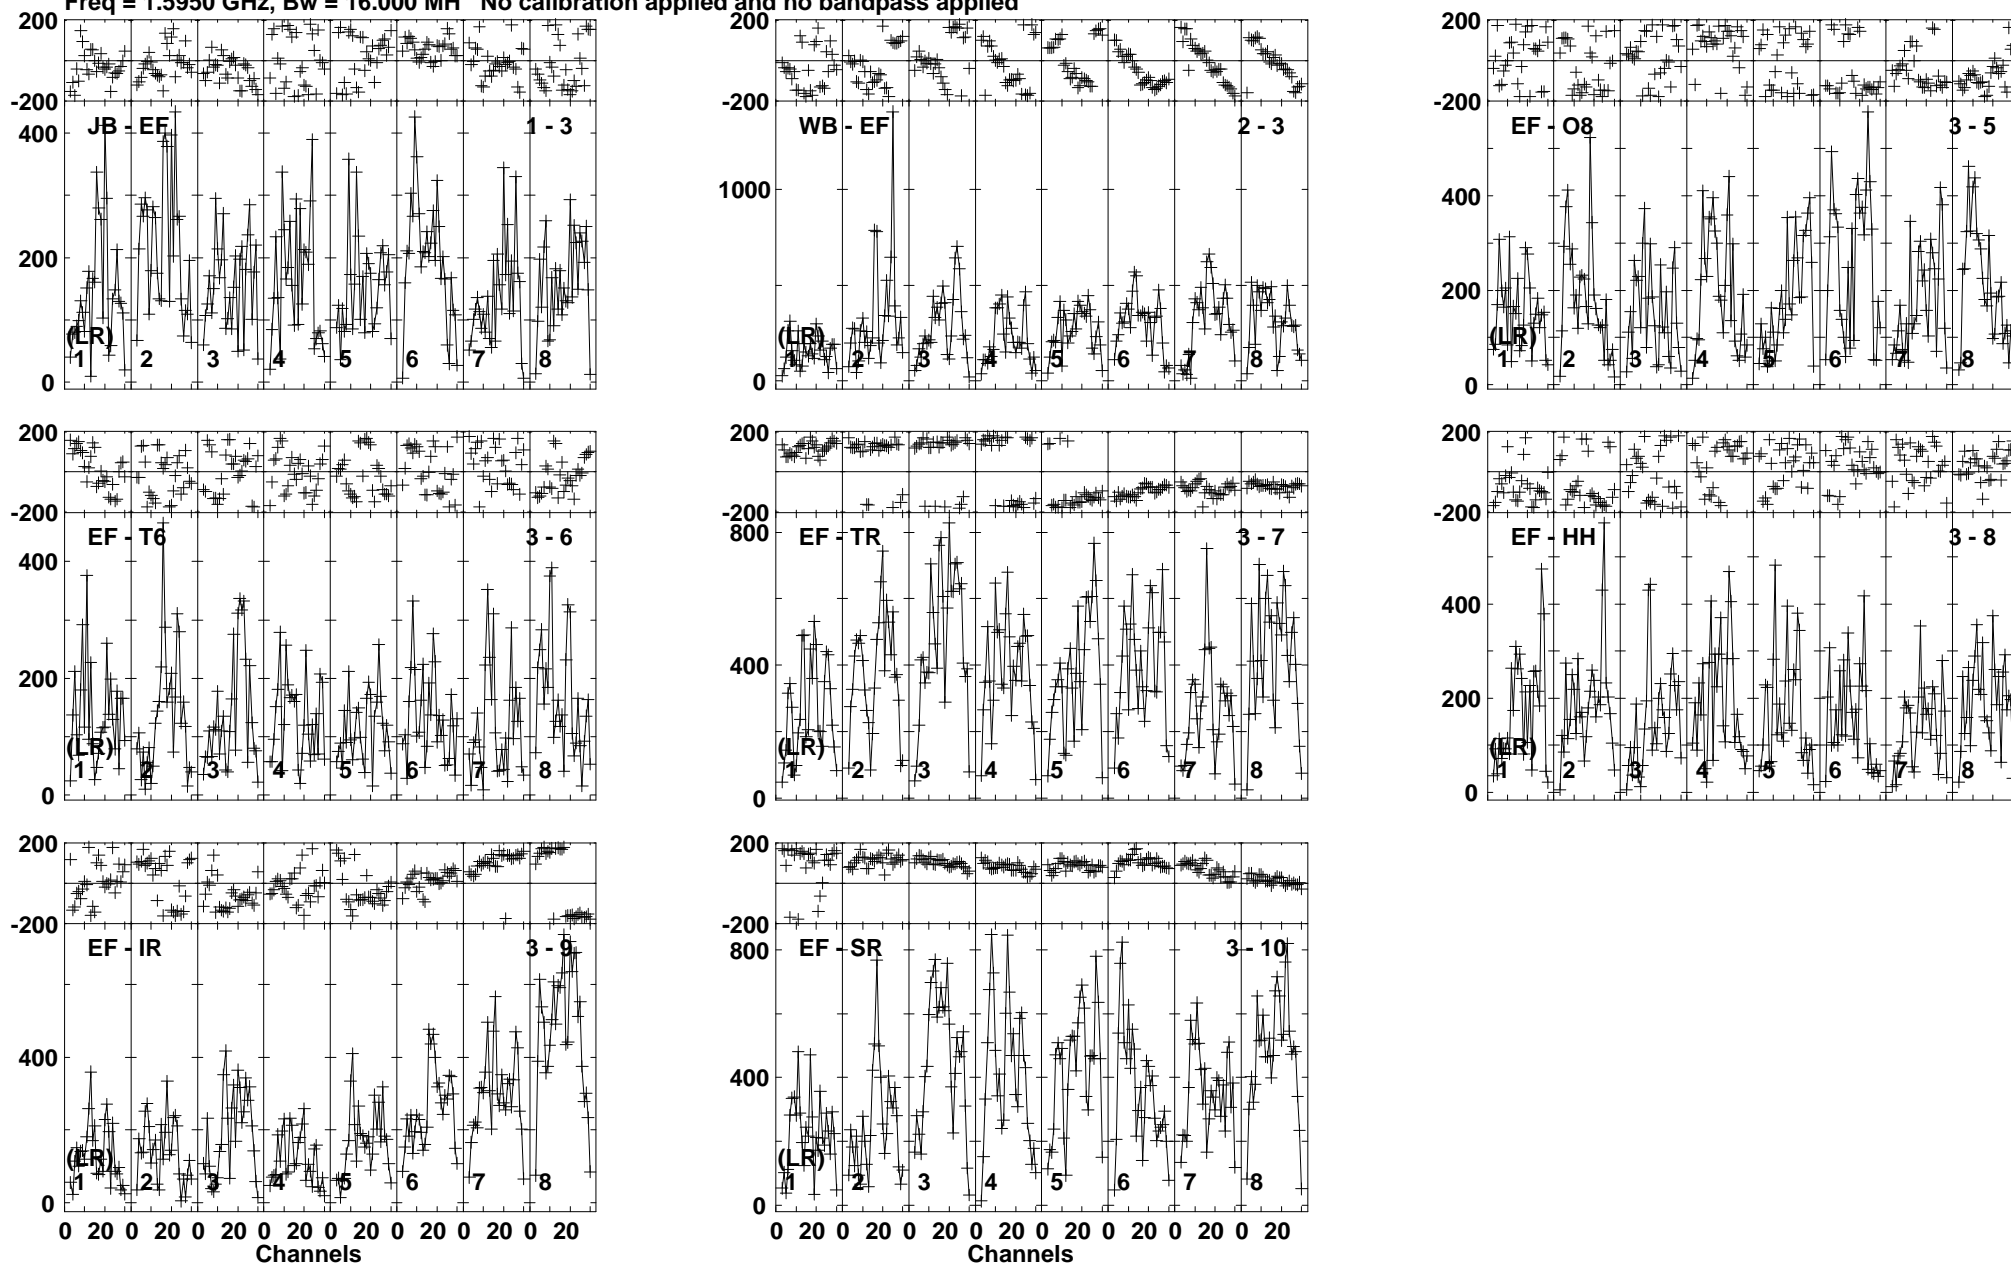 Freq = 1.5950 GHz, Bw = 16.000 MH   No calibration applied and no bandpass applied
200 200 200
-200 -200 -200
JB - EF 1 - 3 WB - EF 2 - 3 EF - O8 3 - 5
400 1000 400
200 200
(LR) (LR) (LR)
1 2 3 4 5 6 7 8 1 2 3 4 5 6 7 8 1 2 3 4 5 6 7 8
0 0 0
200 200 200
-200 -200 -200
EF - T6 3 - 6 EF - TR 3 - 7 EF - HH 3 - 8
400 800 400
200 400 200
(LR) (LR) (LR)
1 2 3 4 5 6 7 8 1 2 3 4 5 6 7 8 1 2 3 4 5 6 7 8
0 0 0
200 200
-200 -200
EF - IR 3 - 9 EF - SR 3 - 10
400 800
400
(LR) (LR)
1 2 3 4 5 6 7 8 1 2 3 4 5 6 7 8
0 0
0 20 0 20 0 20 0 20 0 20 0 20 0 20 0 20 0 20 0 20 0 20 0 20 0 20 0 20 0 20 0 20
Channels Channels